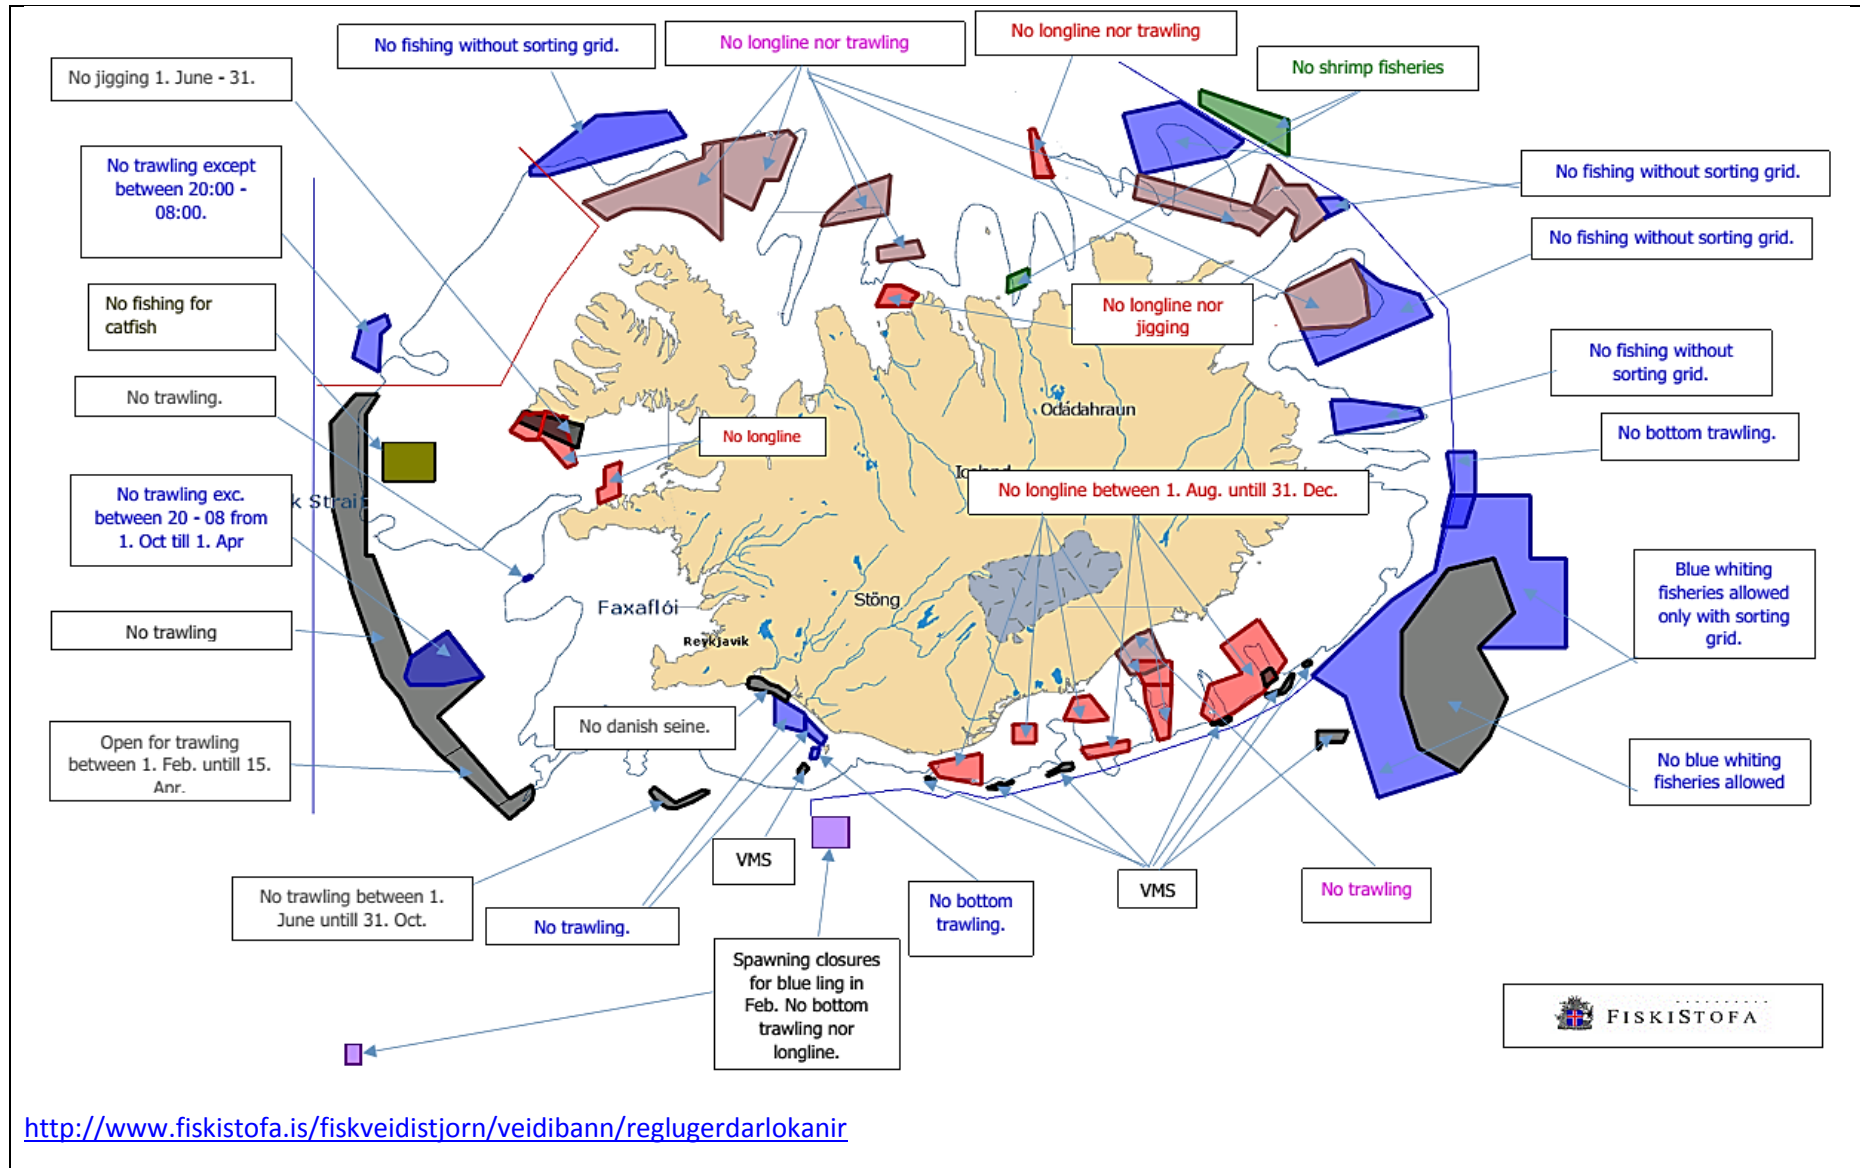 No fishing without sorting grid.
No longline nor trawling
No longline nor trawling
No shrimp fisheries
No jigging 1. June - 31.
No trawling except
between 20:00 -
08:00.
No fishing without sorting grid.
No fishing without sorting grid.
No fishing for
catfish
No longline nor
jigging
No fishing without
sorting grid.
No trawling.
Odádahraun
No longline
No bottom trawling.
No longline between 1. Aug. untill 31. Dec.
k Strait
No trawling exc.
between 20 - 08 from
1. Oct till 1. Apr
Blue whiting
fisheries allowed
only with sorting
grid.
Stöng
Faxaflói
No trawling
Reykjavik
No danish seine.
Open for trawling
between 1. Feb. untill 15.
Apr.
No blue whiting
fisheries allowed
VMS
VMS
No trawling
No trawling between 1.
June untill 31. Oct.
No trawling.
No bottom
trawling.
Spawning closures
for blue ling in
Feb. No bottom
trawling nor
longline.
FISKISTOFA
http://www.fiskistofa.is/fiskveidistjorn/veidibann/reglugerdarlokanir